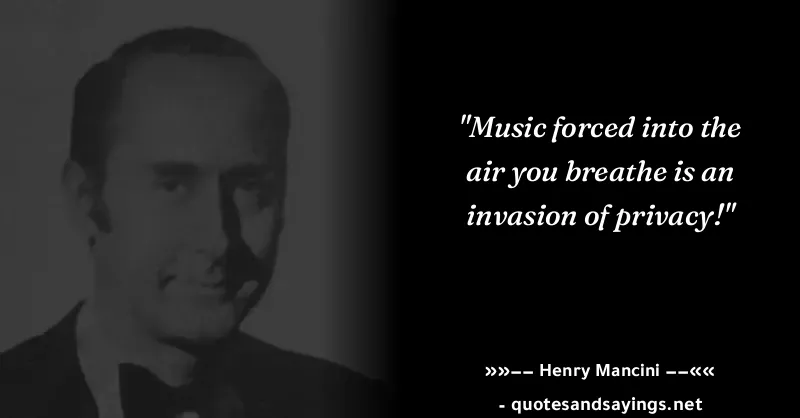 "Music forced into the
air you breathe is an
invasion of privacy!"
»»−− Henry Mancini −−««
- quotesandsayings.net